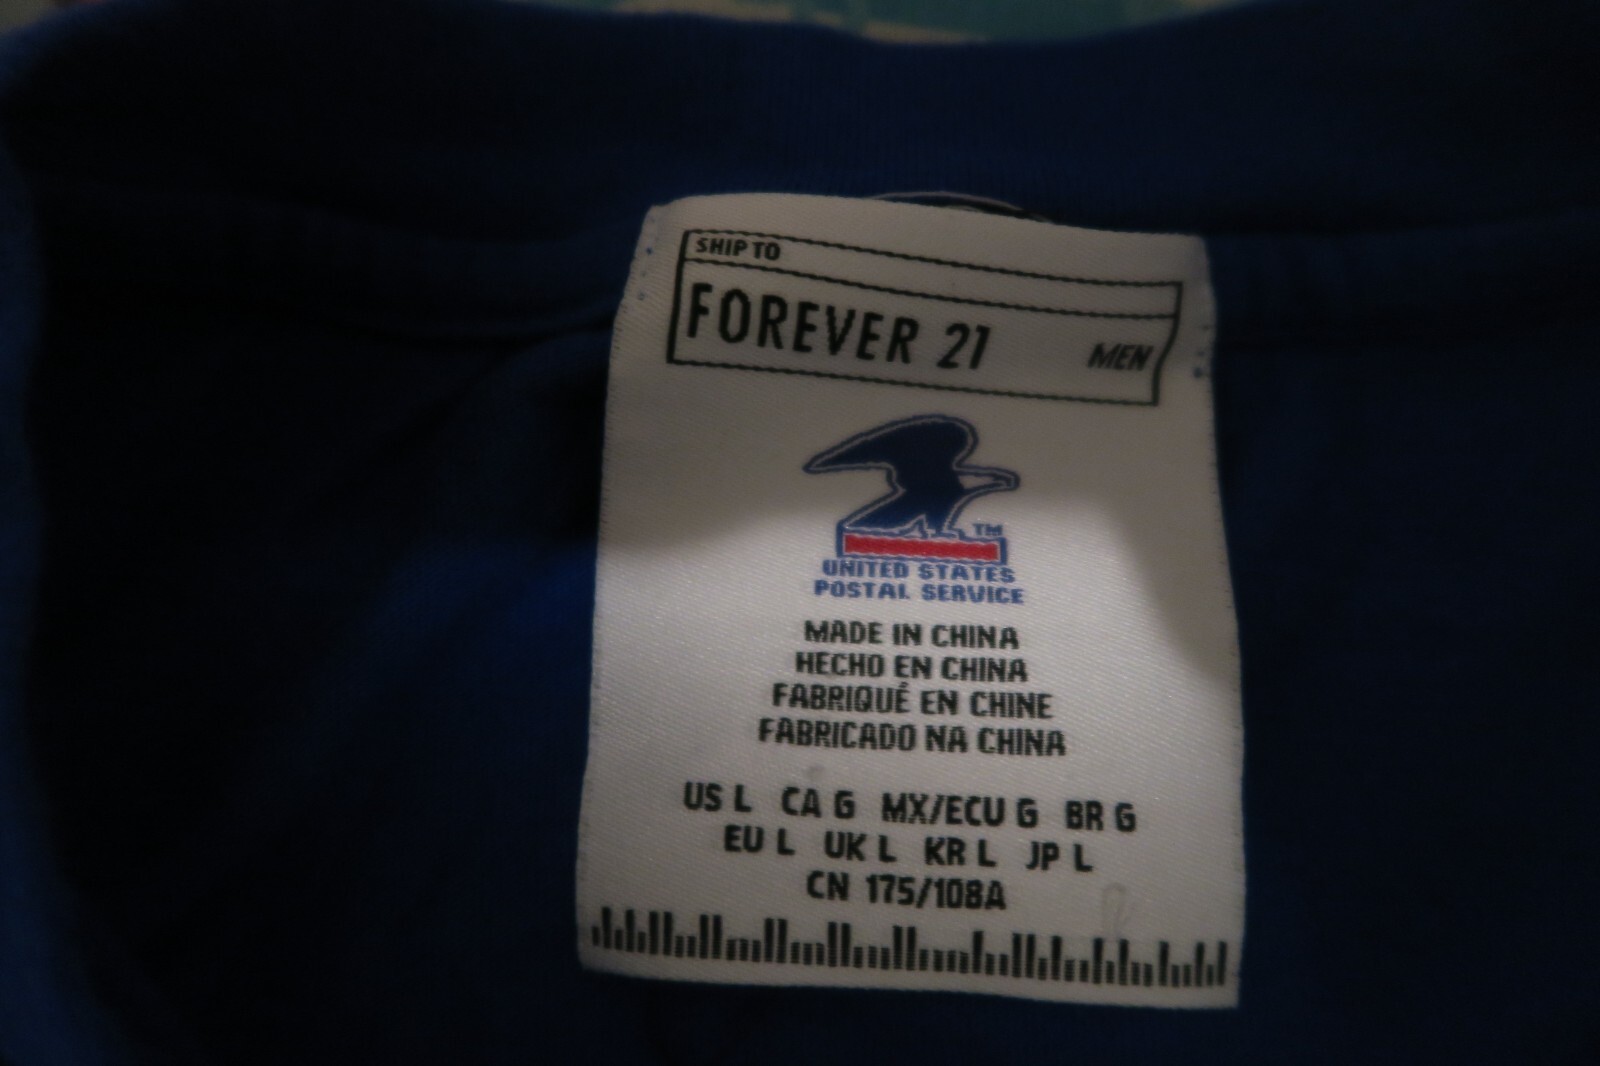 SHIP TO
FOREVER 21 MEN
TM
UNITED STATES
POSTAL SERVICE
MADE IN CHINA
HECHO EN CHINA
FABRIQUÉ EN CHINE
FABRICADO NA CHINA
US L CA G MX/ECU G BR G
EU L UK L KR L JP L
CN 175/108A